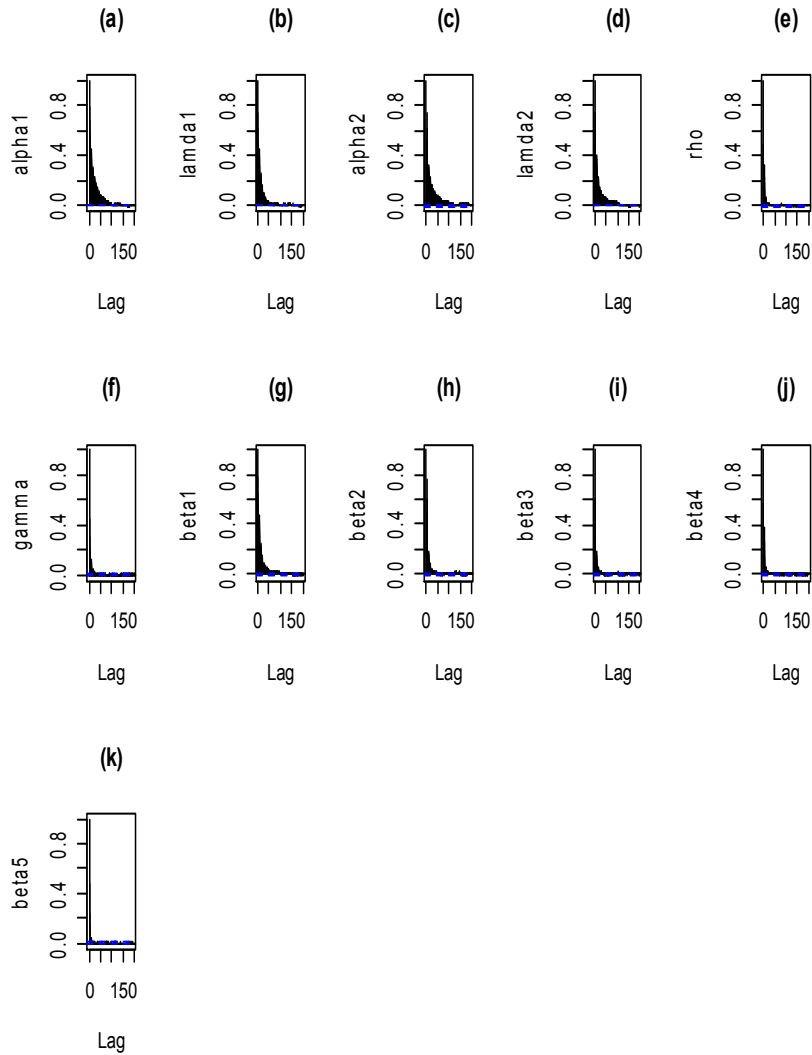 (a)
alpha1
0.0 0.4 0.8
0 150
Lag
(b)
lamda1
0.0 0.4 0.8
0 150
Lag
(c)
alpha2
0.0 0.4 0.8
0 150
Lag
(d)
lamda2
0.0 0.4 0.8
0 150
Lag
(e)
rho
0.0 0.4 0.8
0 150
Lag
(f)
gamma
0.0 0.4 0.8
0 150
Lag
(g)
beta1
0.0 0.4 0.8
0 150
Lag
(h)
beta2
0.0 0.4 0.8
0 150
Lag
(i)
beta3
0.0 0.4 0.8
0 150
Lag
(j)
beta4
0.0 0.4 0.8
0 150
Lag
(k)
beta5
0.0 0.4 0.8
0 150
Lag